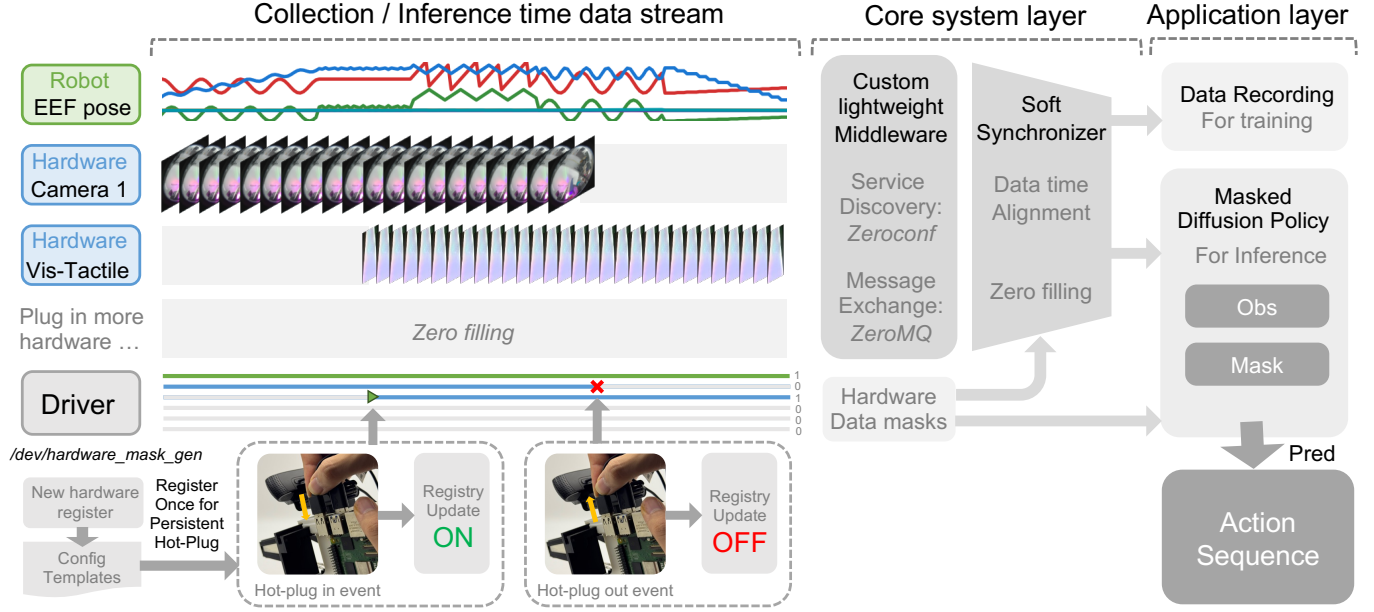 Collection / Inference time data stream
Core system layer
Application layer
Robot
EEF pose
Hardware
Camera 1
Hardware
Vis-Tactile
Plug in more
hardware …
Zero filling
Driver
1
0
1
0
0
0
/dev/hardware_mask_gen
New hardware
register
Config
Templates
Register
Once for
Persistent
Hot-Plug
Registry
Update
ON
Hot-plug in event
Registry
Update
OFF
Hot-plug out event
Custom
lightweight
Middleware
Service
Discovery:
Zeroconf
Message
Exchange:
ZeroMQ
Soft
Synchronizer
Data time
Alignment
Zero filling
Hardware
Data masks
Data Recording
For training
Masked
Diffusion Policy
For Inference
Obs
Mask
Pred
Action
Sequence